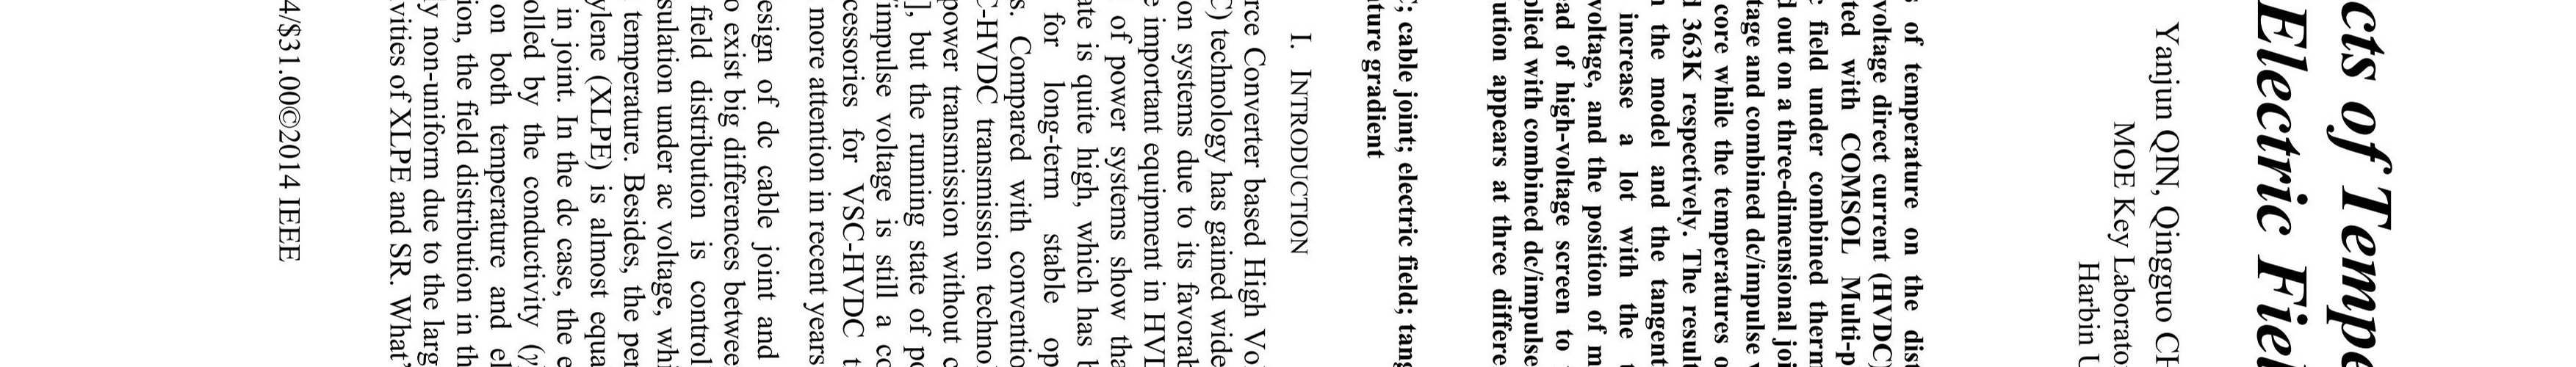 cts of Tempe
Electric Fiel
Yanjun QIN, Qingguo CH
MOE Key Laborato
Harbin U
of temperature on the dist
voltage direct current (HVDC)
ted with COMSOL Multi-p
c field under combined therm
d out on a three-dimensional joi
tage and combined dc/impulse v
core while the temperatures o
d 363K respectively. The result
n the model and the tangent
increase a lot with the t
voltage, and the position of m
ad of high-voltage screen to
plied with combined dc/impulse
ution appears at three differe
C; cable joint; electric field; tang
ature gradient
I. INTRODUCTION
rce Converter based High Vo
C) technology has gained wide
on systems due to its favorab
e important equipment in HVD
of power systems show tha
ate is quite high, which has b
for long-term stable op
s. Compared with conventio
C-HVDC transmission techno
power transmission without c
], but the running state of po
/impulse voltage is still a co
cessories for VSC-HVDC t
more attention in recent years
esign of dc cable joint and
o exist big differences betwee
field distribution is control
sulation under ac voltage, whi
temperature. Besides, the per
ylene (XLPE) is almost equa
in joint. In the dc case, the e
olled by the conductivity (γ
on both temperature and el
ion, the field distribution in th
ly non-uniform due to the larg
vities of XLPE and SR. What'
4/$31.00©2014 IEEE